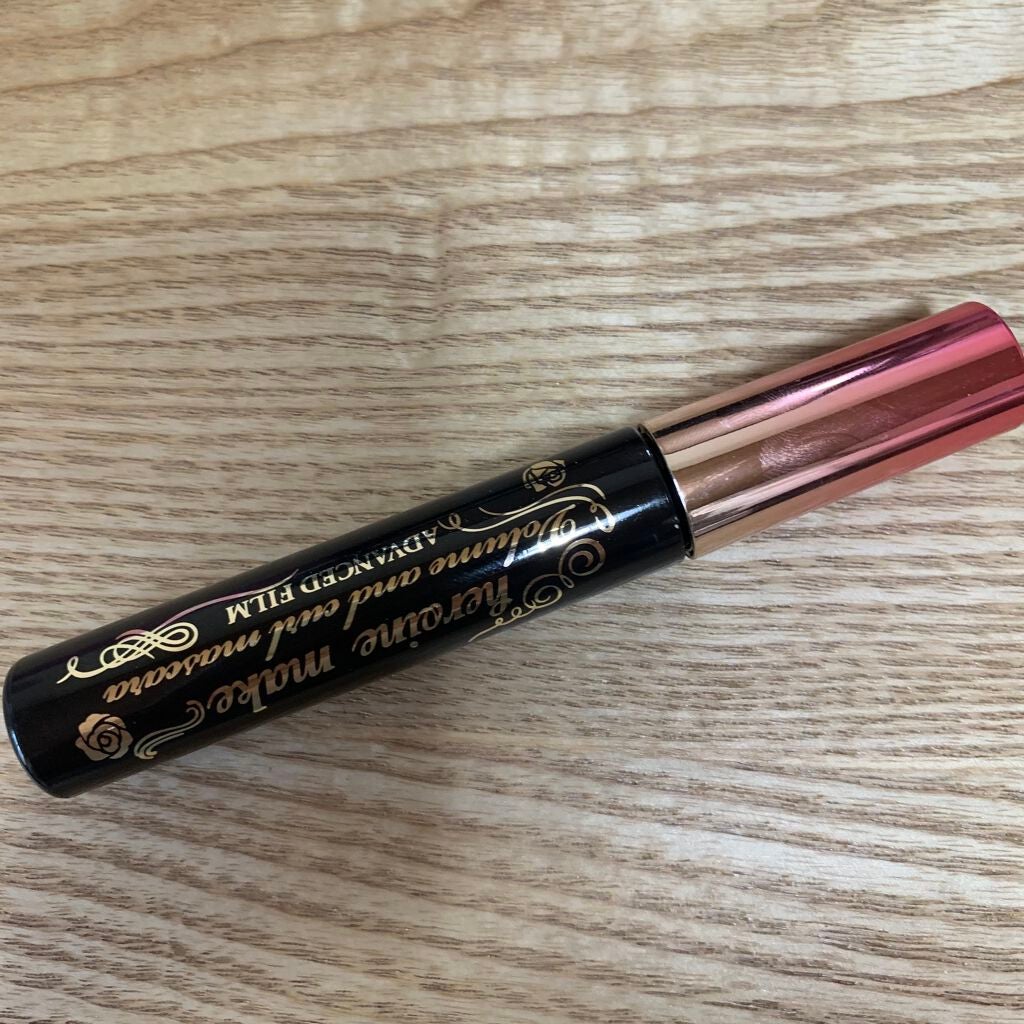 heroine make
Volume and curl mascara
ADVANCED FILM